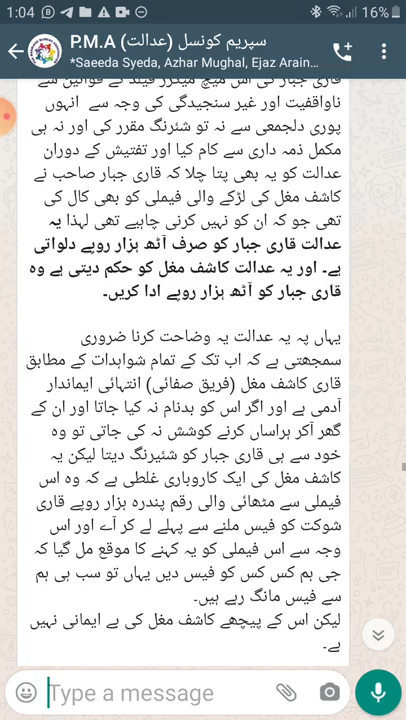 1:04
16%
P.M.A سپریم کونسل (عدالت)
*Saeeda Syeda, Azhar Mughal, Ejaz Arain...
قاری جبار کی اس میچ میکرز فیلڈ کے قوانین سے
ناواقفیت اور غیر سنجیدگی کی وجہ سے انہوں
پوری دلجمعی سے نہ تو شئرنگ مقرر کی اور نہ ہی
مکمل ذمہ داری سے کام کیا اور تفتیش کے دوران
عدالت کو یہ بھی پتا چلا کہ قاری جبار صاحب نے
کاشف مغل کی لڑکے والی فیملی کو بھی کال کی
تھی جو کہ ان کو نہیں کرنی چاہیے تھی لہذا یہ
عدالت قاری جبار کو صرف آٹھ ہزار روپے دلواتی
ہے۔ اور یہ عدالت کاشف مغل کو حکم دیتی ہے وہ
قاری جبار کو آٹھ ہزار روپے ادا کریں۔
یہاں پہ یہ عدالت یہ وضاحت کرنا ضروری
سمجھتی ہے کہ اب تک کے تمام شواہدات کے مطابق
قاری کاشف مغل (فریق صفائی) انتہائی ایماندار
آدمی ہے اور اگر اس کو بدنام نہ کیا جاتا اور ان کے
گھر آکر ہراساں کرنے کوشش نہ کی جاتی تو وہ
خود سے ہی قاری جبار کو شئیرنگ دیتا لیکن یہ
کاشف مغل کی ایک کاروباری غلطی ہے کہ وہ اس
فیملی سے مٹھائی والی رقم پندرہ ہزار روپے قاری
شوکت کو فیس ملنے سے پہلے لے کر آے اور اس
وجہ سے اس فیملی کو یہ کہنے کا موقع مل گیا کہ
جی ہم کس کس کو فیس دیں یہاں تو سب ہی ہم
سے فیس مانگ رہے ہیں۔
لیکن اس کے پیچھے کاشف مغل کی بے ایمانی نہیں
ہے۔
Type a message